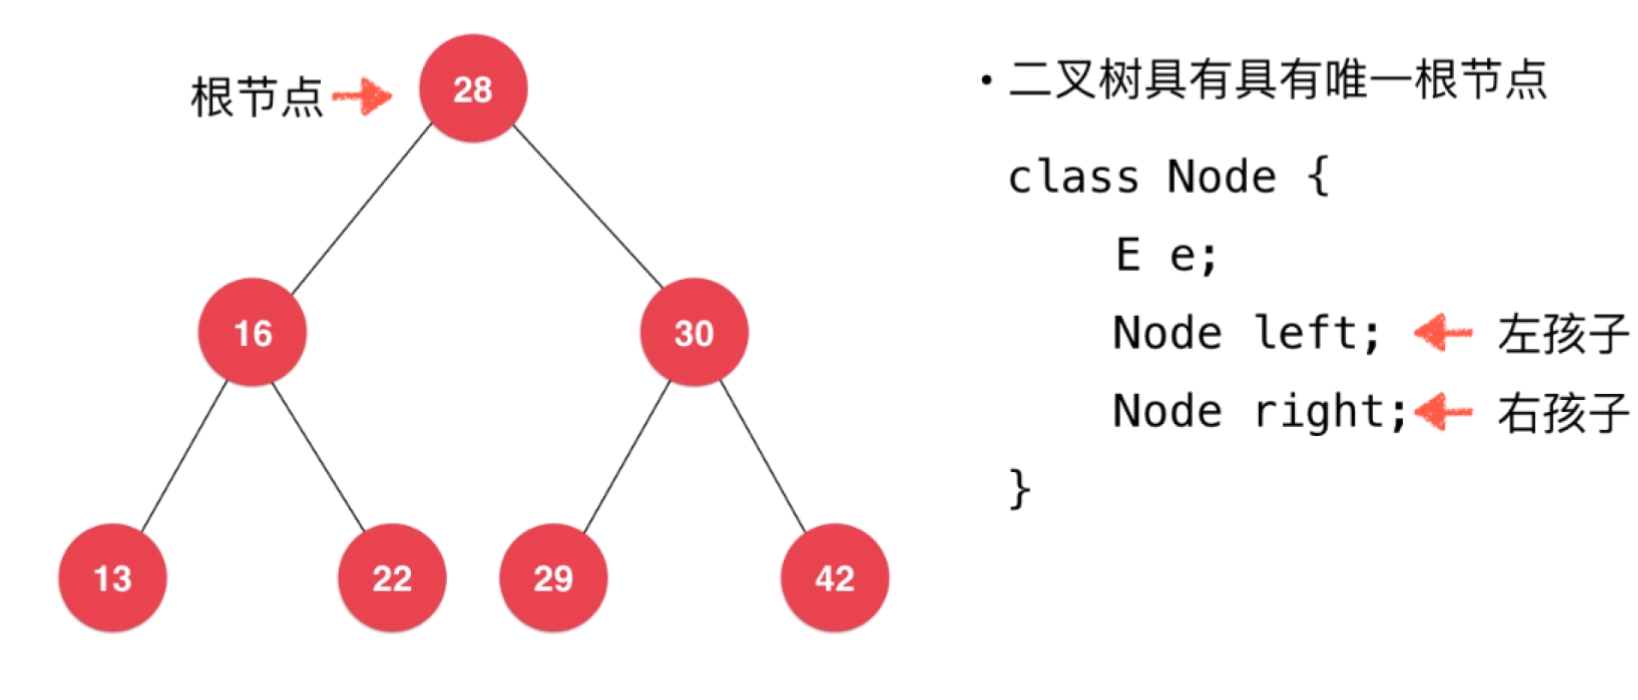 根节点
28
16
30
13
22
29
42
• 二叉树具有具有唯一根节点
class Node {
E e;
Node left; 左孩子
Node right; 右孩子
}